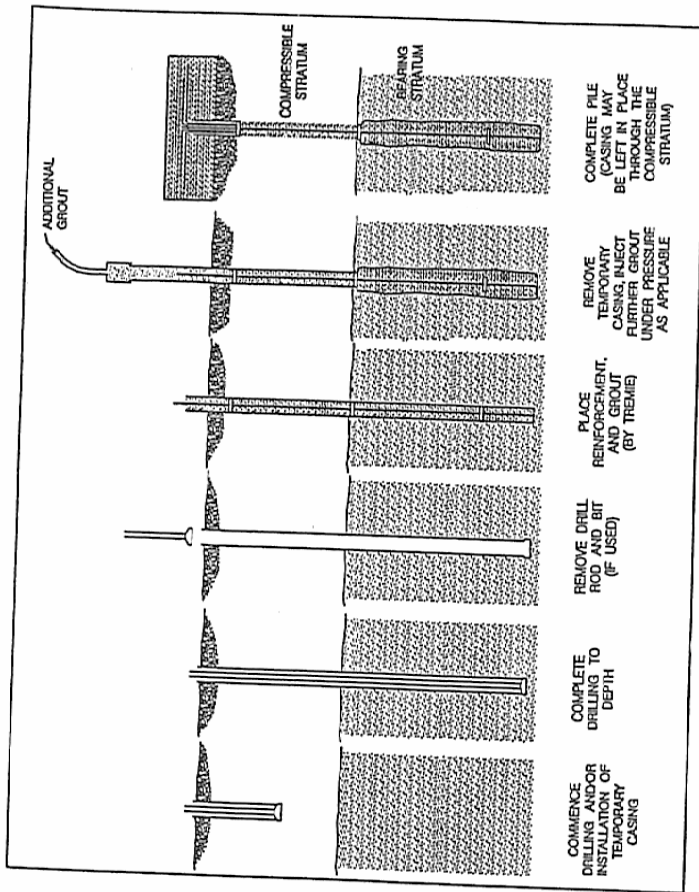 ADDITIONAL
GROUT
COMPRESSIBLE
STRATUM
BEARING
STRATUM
COMMENCE
DRILLING AND/OR
INSTALLATION OF
TEMPORARY
CASING
COMPLETE
DRILLING TO
DEPTH
REMOVE DRILL
ROD AND BIT
(IF USED)
PLACE
REINFORCEMENT,
AND GROUT
(BY TREMIE)
REMOVE
TEMPORARY
CASING, INJECT
FURTHER GROUT
UNDER PRESSURE
AS APPLICABLE
COMPLETE PILE
(CASING MAY
BE LEFT IN PLACE
THROUGH THE
COMPRESSIBLE
STRATUM)